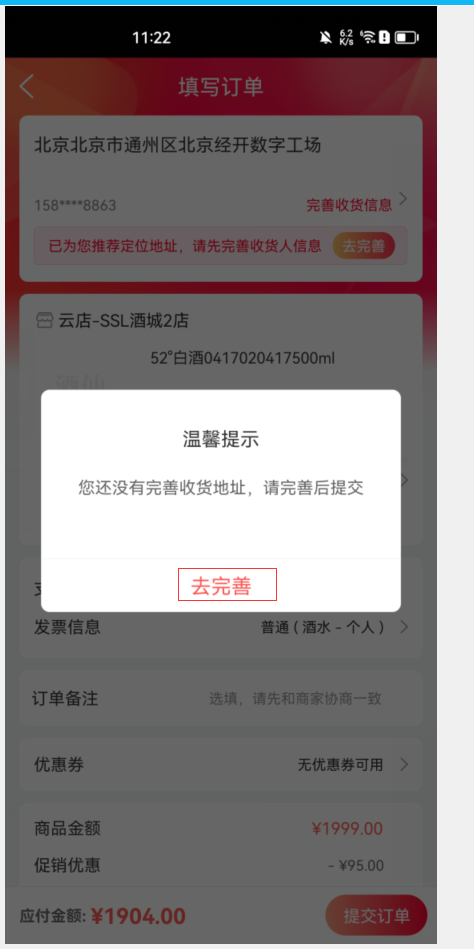 11:22
6.2
K/s
填写订单
北京北京市通州区北京经开数字工场
158****8863
完善收货信息
已为您推荐定位地址，请先完善收货人信息
去完善
云店-SSL酒城2店
52°白酒0417020417500ml
温馨提示
您还没有完善收货地址，请完善后提交
去完善
发票信息
普通（酒水 - 个人）
订单备注
选填，请先和商家协商一致
优惠券
无优惠券可用
商品金额
¥1999.00
促销优惠
- ¥95.00
应付金额: ¥1904.00
提交订单